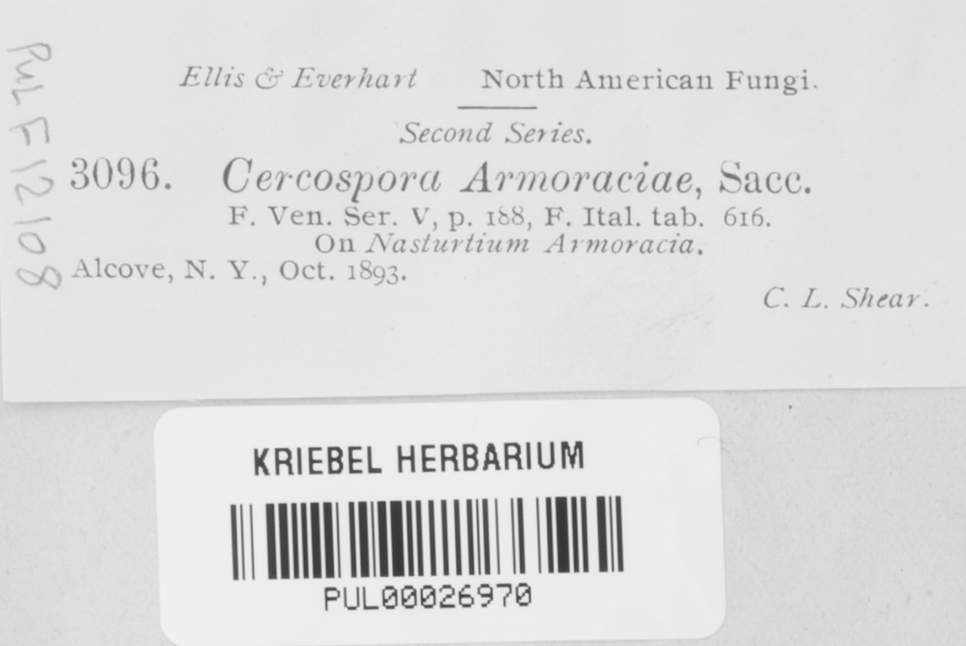 Ellis & Everhart North American Fungi.
Second Series.
3096. Cercospora Armoraciae, Sacc.
F. Ven. Ser. V, p. 188, F. Ital. tab. 616.
On Nasturtium Armoracia.
Alcove, N. Y., Oct. 1893.
C. L. Shear.
PUL F12108
KRIEBEL HERBARIUM
PUL00026970